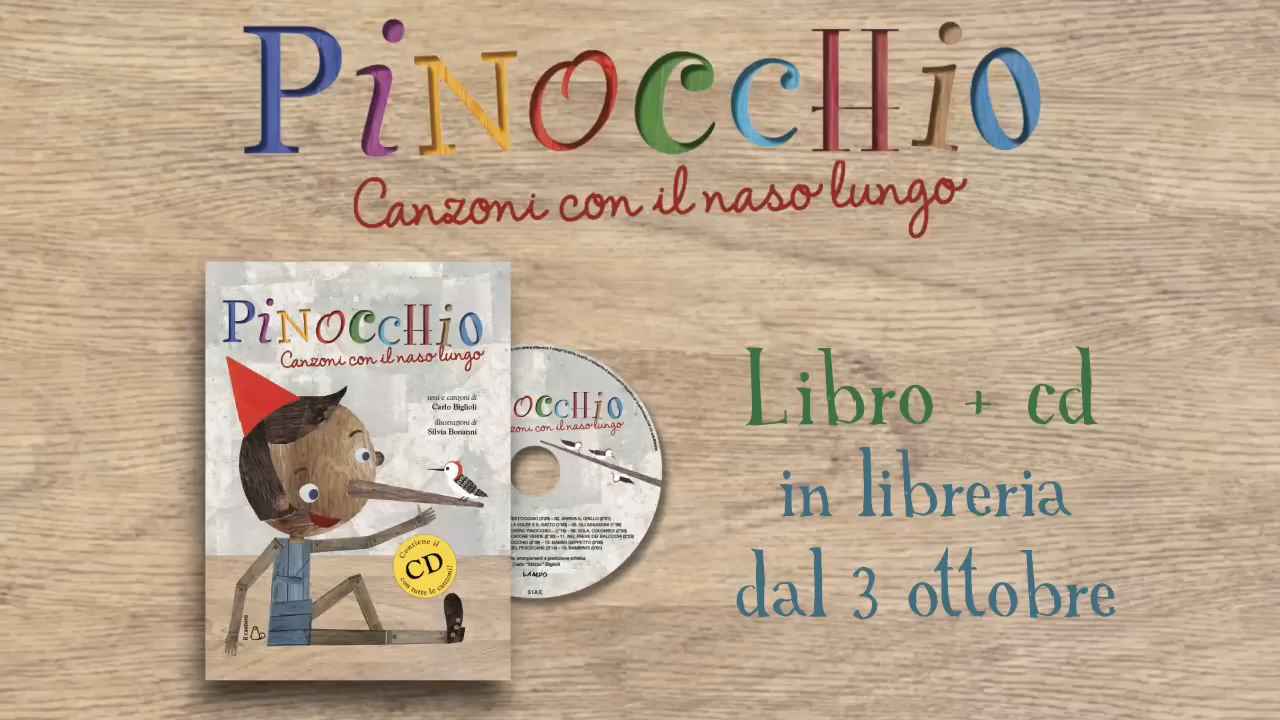 PiNOccHiO
Canzoni con il naso lungo
PiNOccHiO
Canzoni con il naso lungo
testi e canzoni di
Carlo Biglioli
illustrazioni di
Silvia Bonanni
Contiene il
CD
con tutte le canzoni!
il castoro
OccHiO
zoni con il naso lungo
LAMPO
S.I.A.E.
Libro + cd
in libreria
dal 3 ottobre